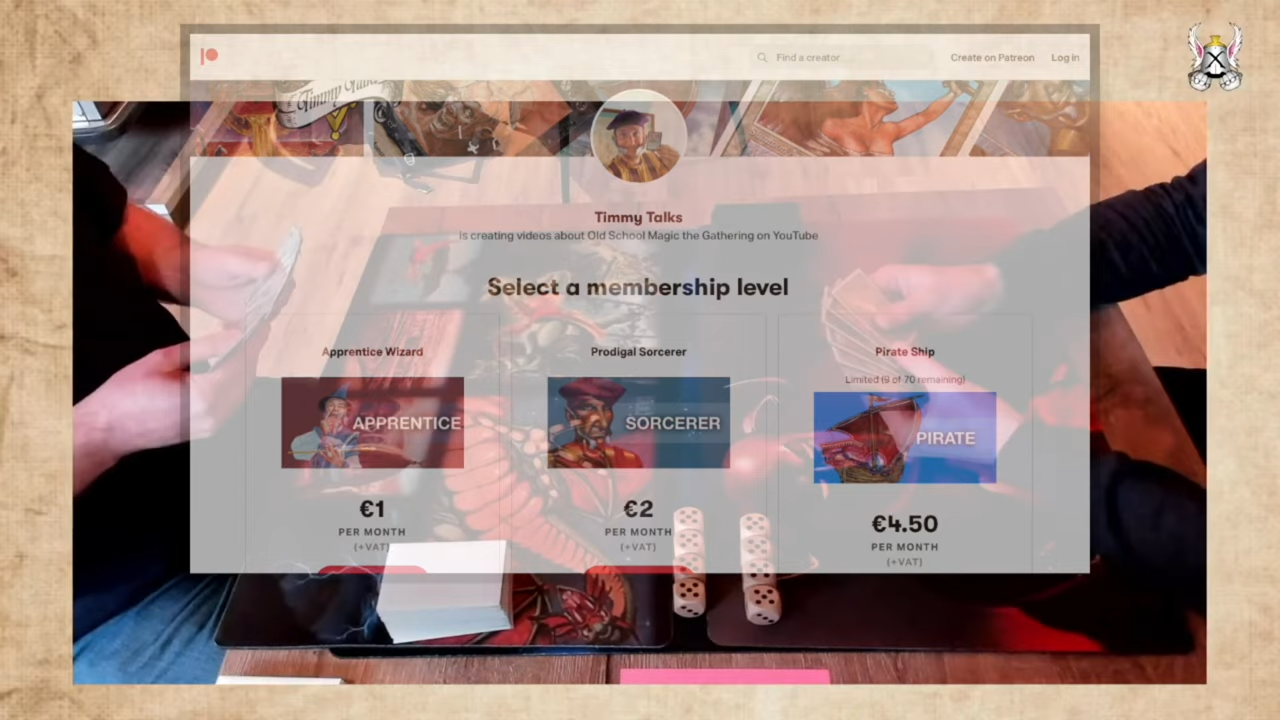 Find a creator
Create on Patreon
Log in
Timmy Talks
Timmy Talks
is creating videos about Old School Magic the Gathering on YouTube
Select a membership level
Apprentice Wizard
Prodigal Sorcerer
Pirate Ship
Limited (9 of 70 remaining)
APPRENTICE
SORCERER
PIRATE
€1
PER MONTH
(+VAT)
€2
PER MONTH
(+VAT)
€4.50
PER MONTH
(+VAT)